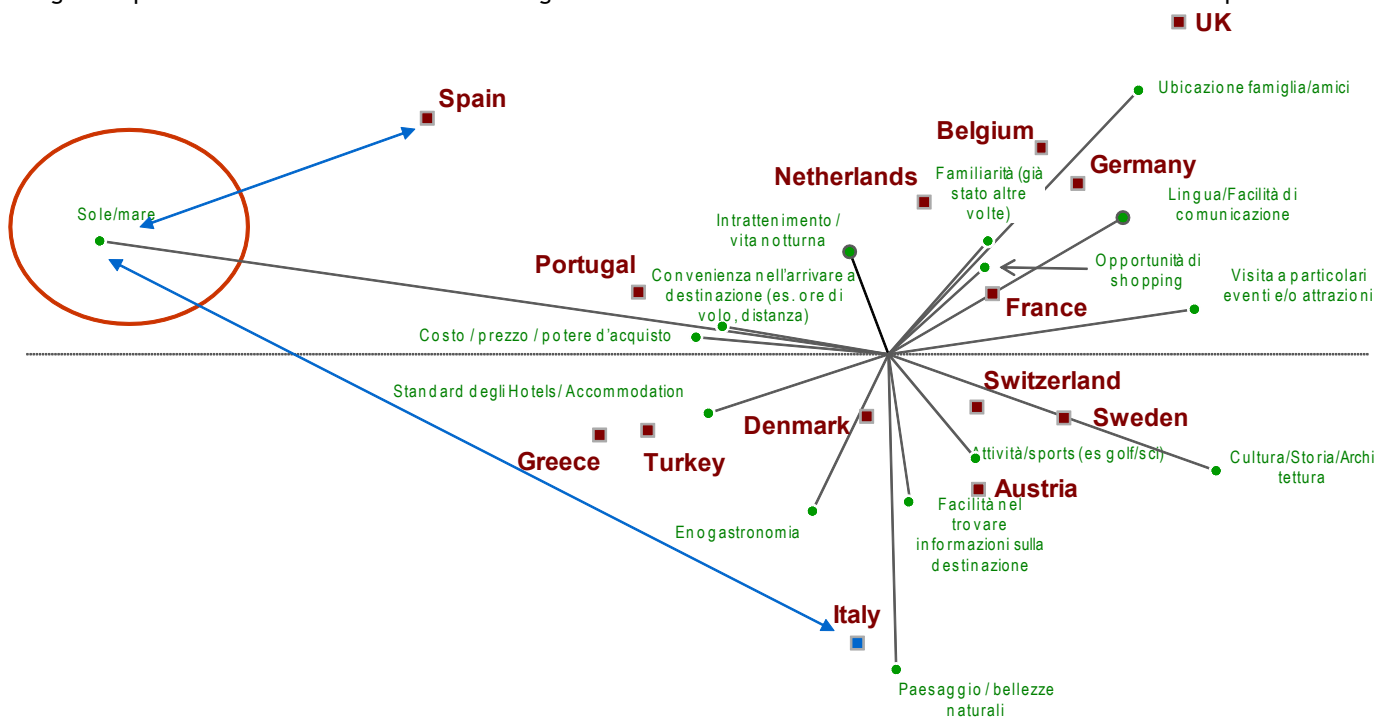 UK
Ubicazione famiglia/amici
Spain
Belgium
Germany
Netherlands
Familiarità (già
stato altre
volte)
Lingua/Facilità di
comunicazione
Sole/mare
Intrattenimento /
vita notturna
Portugal
Convenienza nell'arrivare a
destinazione (es. ore di
volo, distanza)
Opportunità di
shopping
Visita a particolari
eventi e/o attrazioni
France
Costo / prezzo / potere d'acquisto
Standard degli Hotels/ Accommodation
Switzerland
Denmark
Sweden
Greece
Turkey
Attività/sports (es golf/sci)
Cultura/Storia/Archi
tettura
Austria
Enogastronomia
Facilità nel
trovare
informazioni sulla
destinazione
Italy
Paesaggio / bellezze
naturali